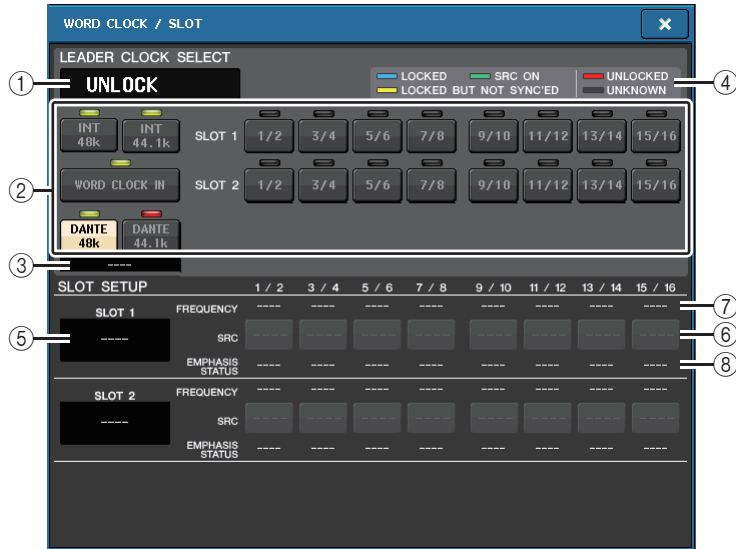 WORD CLOCK / SLOT ×
LEADER CLOCK SELECT
① UNLOCK
LOCKED SRC ON UNLOCKED ④
LOCKED BUT NOT SYNC'ED UNKNOWN
②
INT 48k INT 44.1k SLOT 1 1/2 3/4 5/6 7/8 9/10 11/12 13/14 15/16
WORD CLOCK IN SLOT 2 1/2 3/4 5/6 7/8 9/10 11/12 13/14 15/16
DANTE 48k DANTE 44.1k
③ ----
SLOT SETUP 1 / 2 3 / 4 5 / 6 7 / 8 9 / 10 11 / 12 13 / 14 15 / 16
SLOT 1 FREQUENCY ---- ---- ---- ---- ---- ---- ---- ---- ⑦
⑤ ---- SRC ---- ---- ---- ---- ---- ---- ---- ---- ⑥
EMPHASIS STATUS ---- ---- ---- ---- ---- ---- ---- ---- ⑧
SLOT 2 FREQUENCY ---- ---- ---- ---- ---- ---- ---- ----
---- SRC ---- ---- ---- ---- ---- ---- ---- ----
EMPHASIS STATUS ---- ---- ---- ---- ---- ---- ---- ----